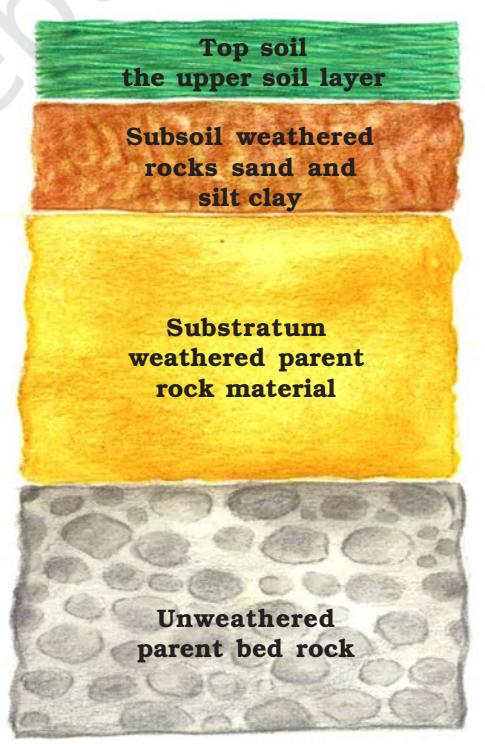 Top soil
the upper soil layer
Subsoil weathered
rocks sand and
silt clay
Substratum
weathered parent
rock material
Unweathered
parent bed rock